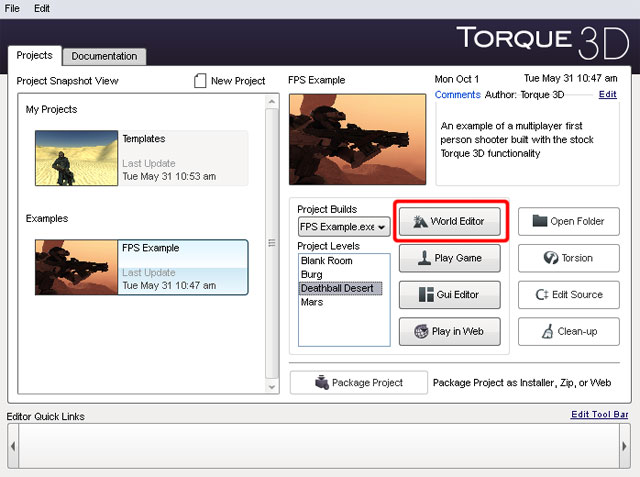 File Edit
TORQUE 3D
Projects Documentation
Project Snapshot View New Project
My Projects
Templates
Last Update
Tue May 31 10:53 am
Examples
FPS Example
Last Update
Tue May 31 10:47 am
FPS Example Mon Oct 1 Tue May 31 10:47 am
Comments Author: Torque 3D Edit
An example of a multiplayer first
person shooter built with the stock
Torque 3D functionality
Project Builds
FPS Example.exe
Project Levels
Blank Room
Burg
Deathball Desert
Mars
World Editor Open Folder
Play Game Torsion
Gui Editor Edit Source
Play in Web Clean-up
Package Project Package Project as Installer, Zip, or Web
Editor Quick Links Edit Tool Bar